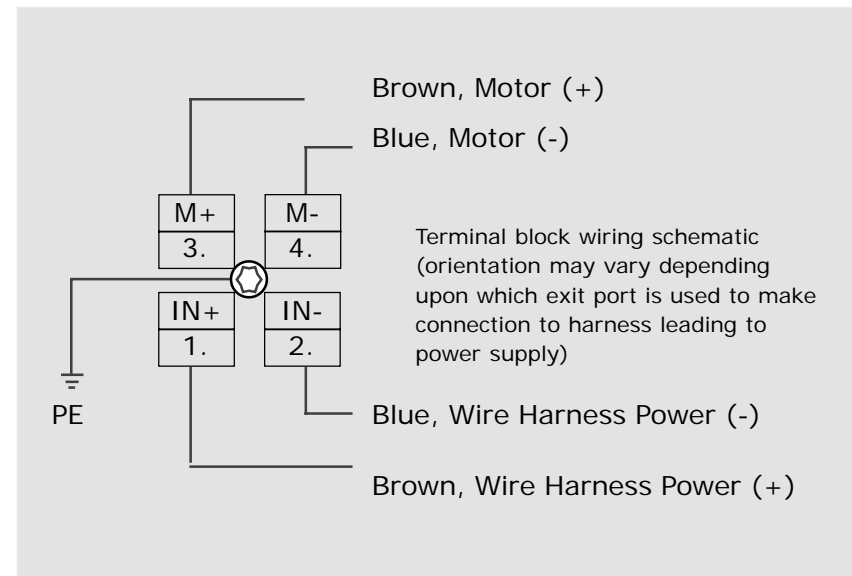 Brown, Motor (+)
Blue, Motor (-)
M+
M-
3.
4.
Terminal block wiring schematic
(orientation may vary depending
upon which exit port is used to make
connection to harness leading to
power supply)
IN+
IN-
1.
2.
PE
Blue, Wire Harness Power (-)
Brown, Wire Harness Power (+)